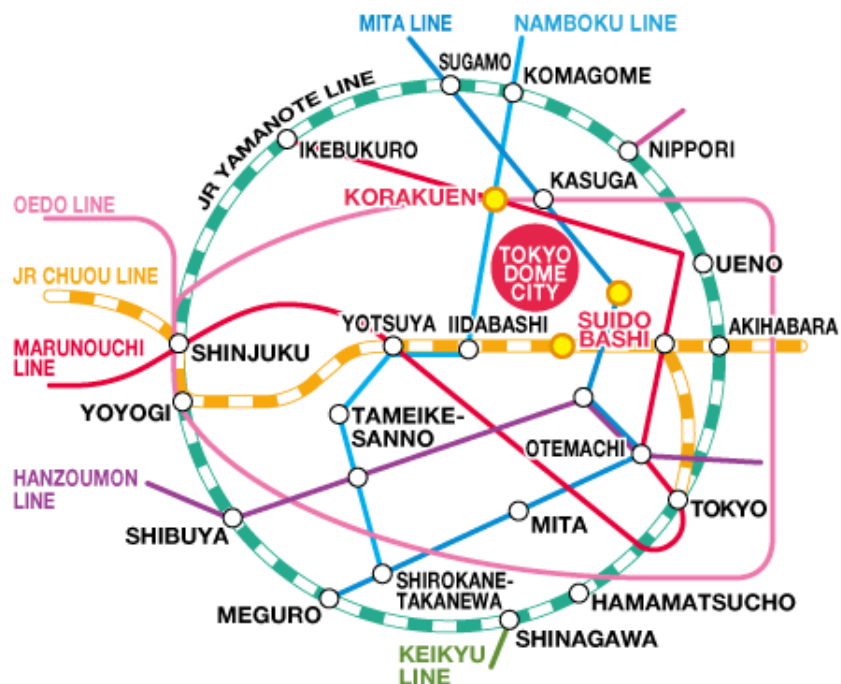 MITA LINE
NAMBOKU LINE
SUGAMO
KOMAGOME
JR YAMANOTE LINE
IKEBUKURO
NIPPORI
KORAKUEN
KASUGA
OEDO LINE
TOKYO
DOME
CITY
UENO
JR CHUOU LINE
YOTSUYA
IIDABASHI
SUIDO
BASHI
AKIHABARA
MARUNOUCHI
LINE
SHINJUKU
YOYOGI
TAMEIKE-
SANNO
OTEMACHI
HANZOUMON
LINE
TOKYO
SHIBUYA
MITA
SHIROKANE-
TAKANEWA
HAMAMATSUCHO
MEGURO
SHINAGAWA
KEIKYU
LINE